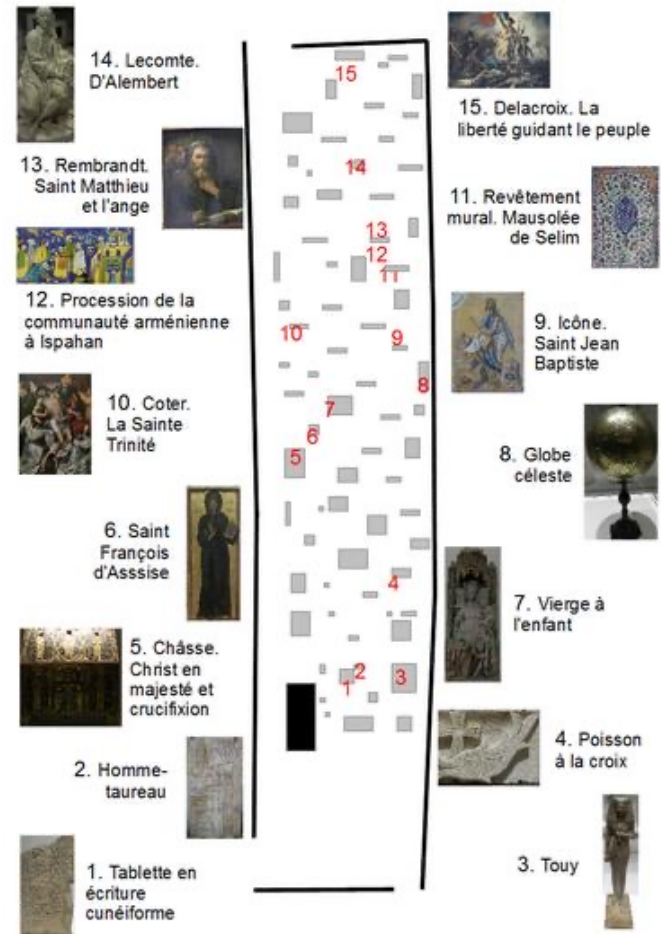 14. Lecomte.
D'Alembert
15
15. Delacroix. La
liberté guidant le peuple
14
13. Rembrandt.
Saint Matthieu
et l'ange
11. Revêtement
mural. Mausolée
de Selim
13
12
11
12. Procession de la
communauté arménienne
à Ispahan
10
9
9. Icône.
Saint Jean
Baptiste
8
10. Coter.
La Sainte
Trinité
7
6
5
8. Globe
céleste
6. Saint
François
d'Asssise
4
7. Vierge à
l'enfant
5. Châsse.
Christ en
majesté et
crucifixion
2
3
1
4. Poisson
à la croix
2. Homme-
taureau
1. Tablette en
écriture
cunéiforme
3. Touy